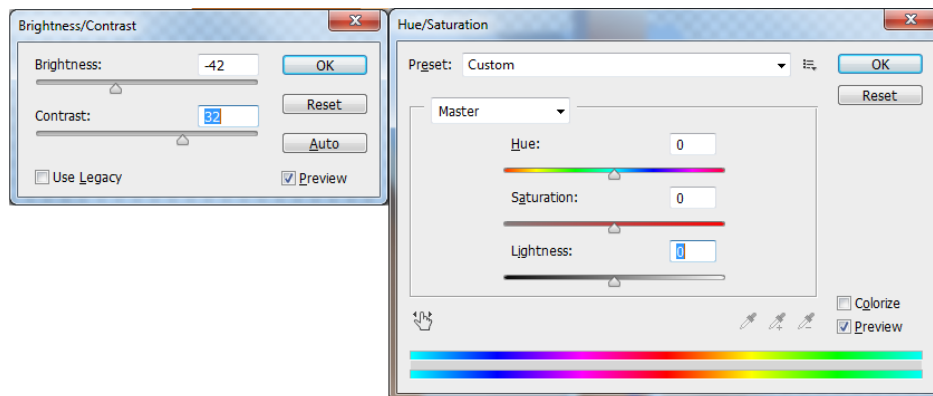 Brightness/Contrast
Brightness: -42
OK
Reset
Contrast: 32
Auto
Use Legacy
Preview
Hue/Saturation
Preset: Custom
OK
Reset
Master
Hue: 0
Saturation: 0
Lightness: 0
Colorize
Preview